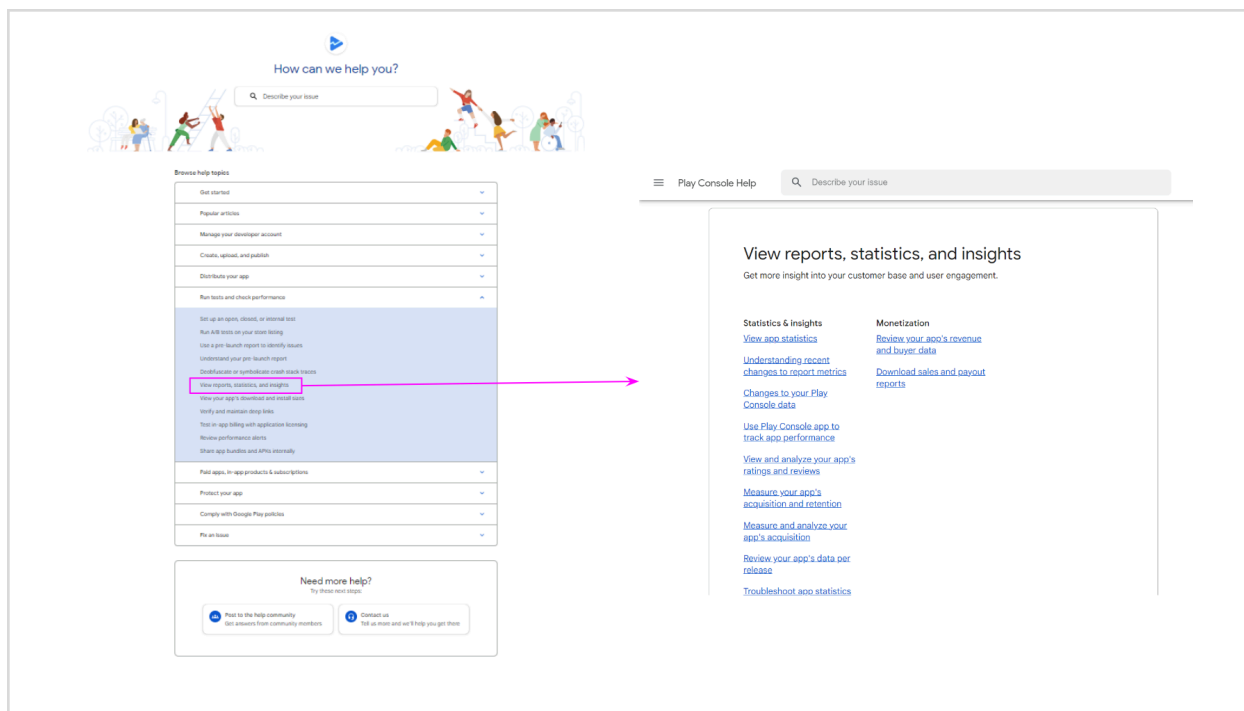 How can we help you?
Describe your issue
Browse help topics
Get started
Popular articles
Manage your developer account
Create, upload, and publish
Distribute your app
Run tests and check performance
Set up an open, closed, or internal test
Run A/B tests on your store listing
Use a pre-launch report to identify issues
Understand your pre-launch report
Deobfuscate or symbolicate crash stack traces
View reports, statistics, and insights
View your app's download and install sizes
Verify and maintain deep links
Test in-app billing with application licensing
Review performance alerts
Share app bundles and APKs internally
Paid apps, in-app products & subscriptions
Protect your app
Comply with Google Play policies
Fix an issue
Need more help?
Try these next steps:
Post to the help community
Get answers from community members
Contact us
Tell us more and we'll help you get there
Play Console Help
Describe your issue
View reports, statistics, and insights
Get more insight into your customer base and user engagement.
Statistics & insights
View app statistics
Understanding recent
changes to report metrics
Changes to your Play
Console data
Use Play Console app to
track app performance
View and analyze your app's
ratings and reviews
Measure your app's
acquisition and retention
Measure and analyze your
app's acquisition
Review your app's data per
release
Troubleshoot app statistics
Monetization
Review your app's revenue
and buyer data
Download sales and payout
reports